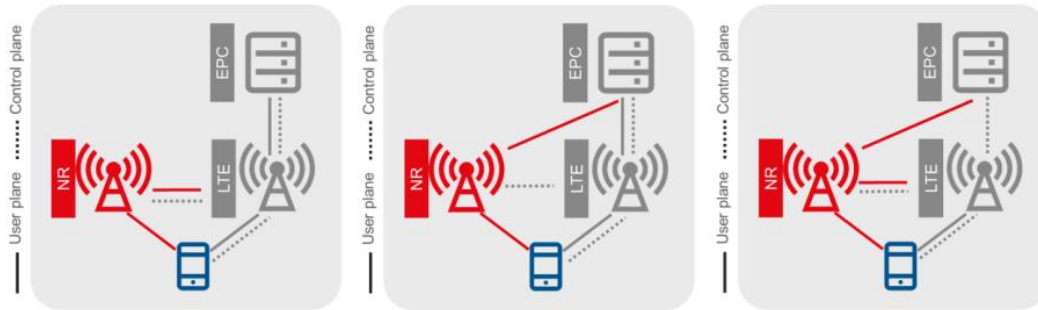 User plane
Control plane
EPC
NR
LTE
User plane
Control plane
EPC
NR
LTE
User plane
Control plane
EPC
NR
LTE